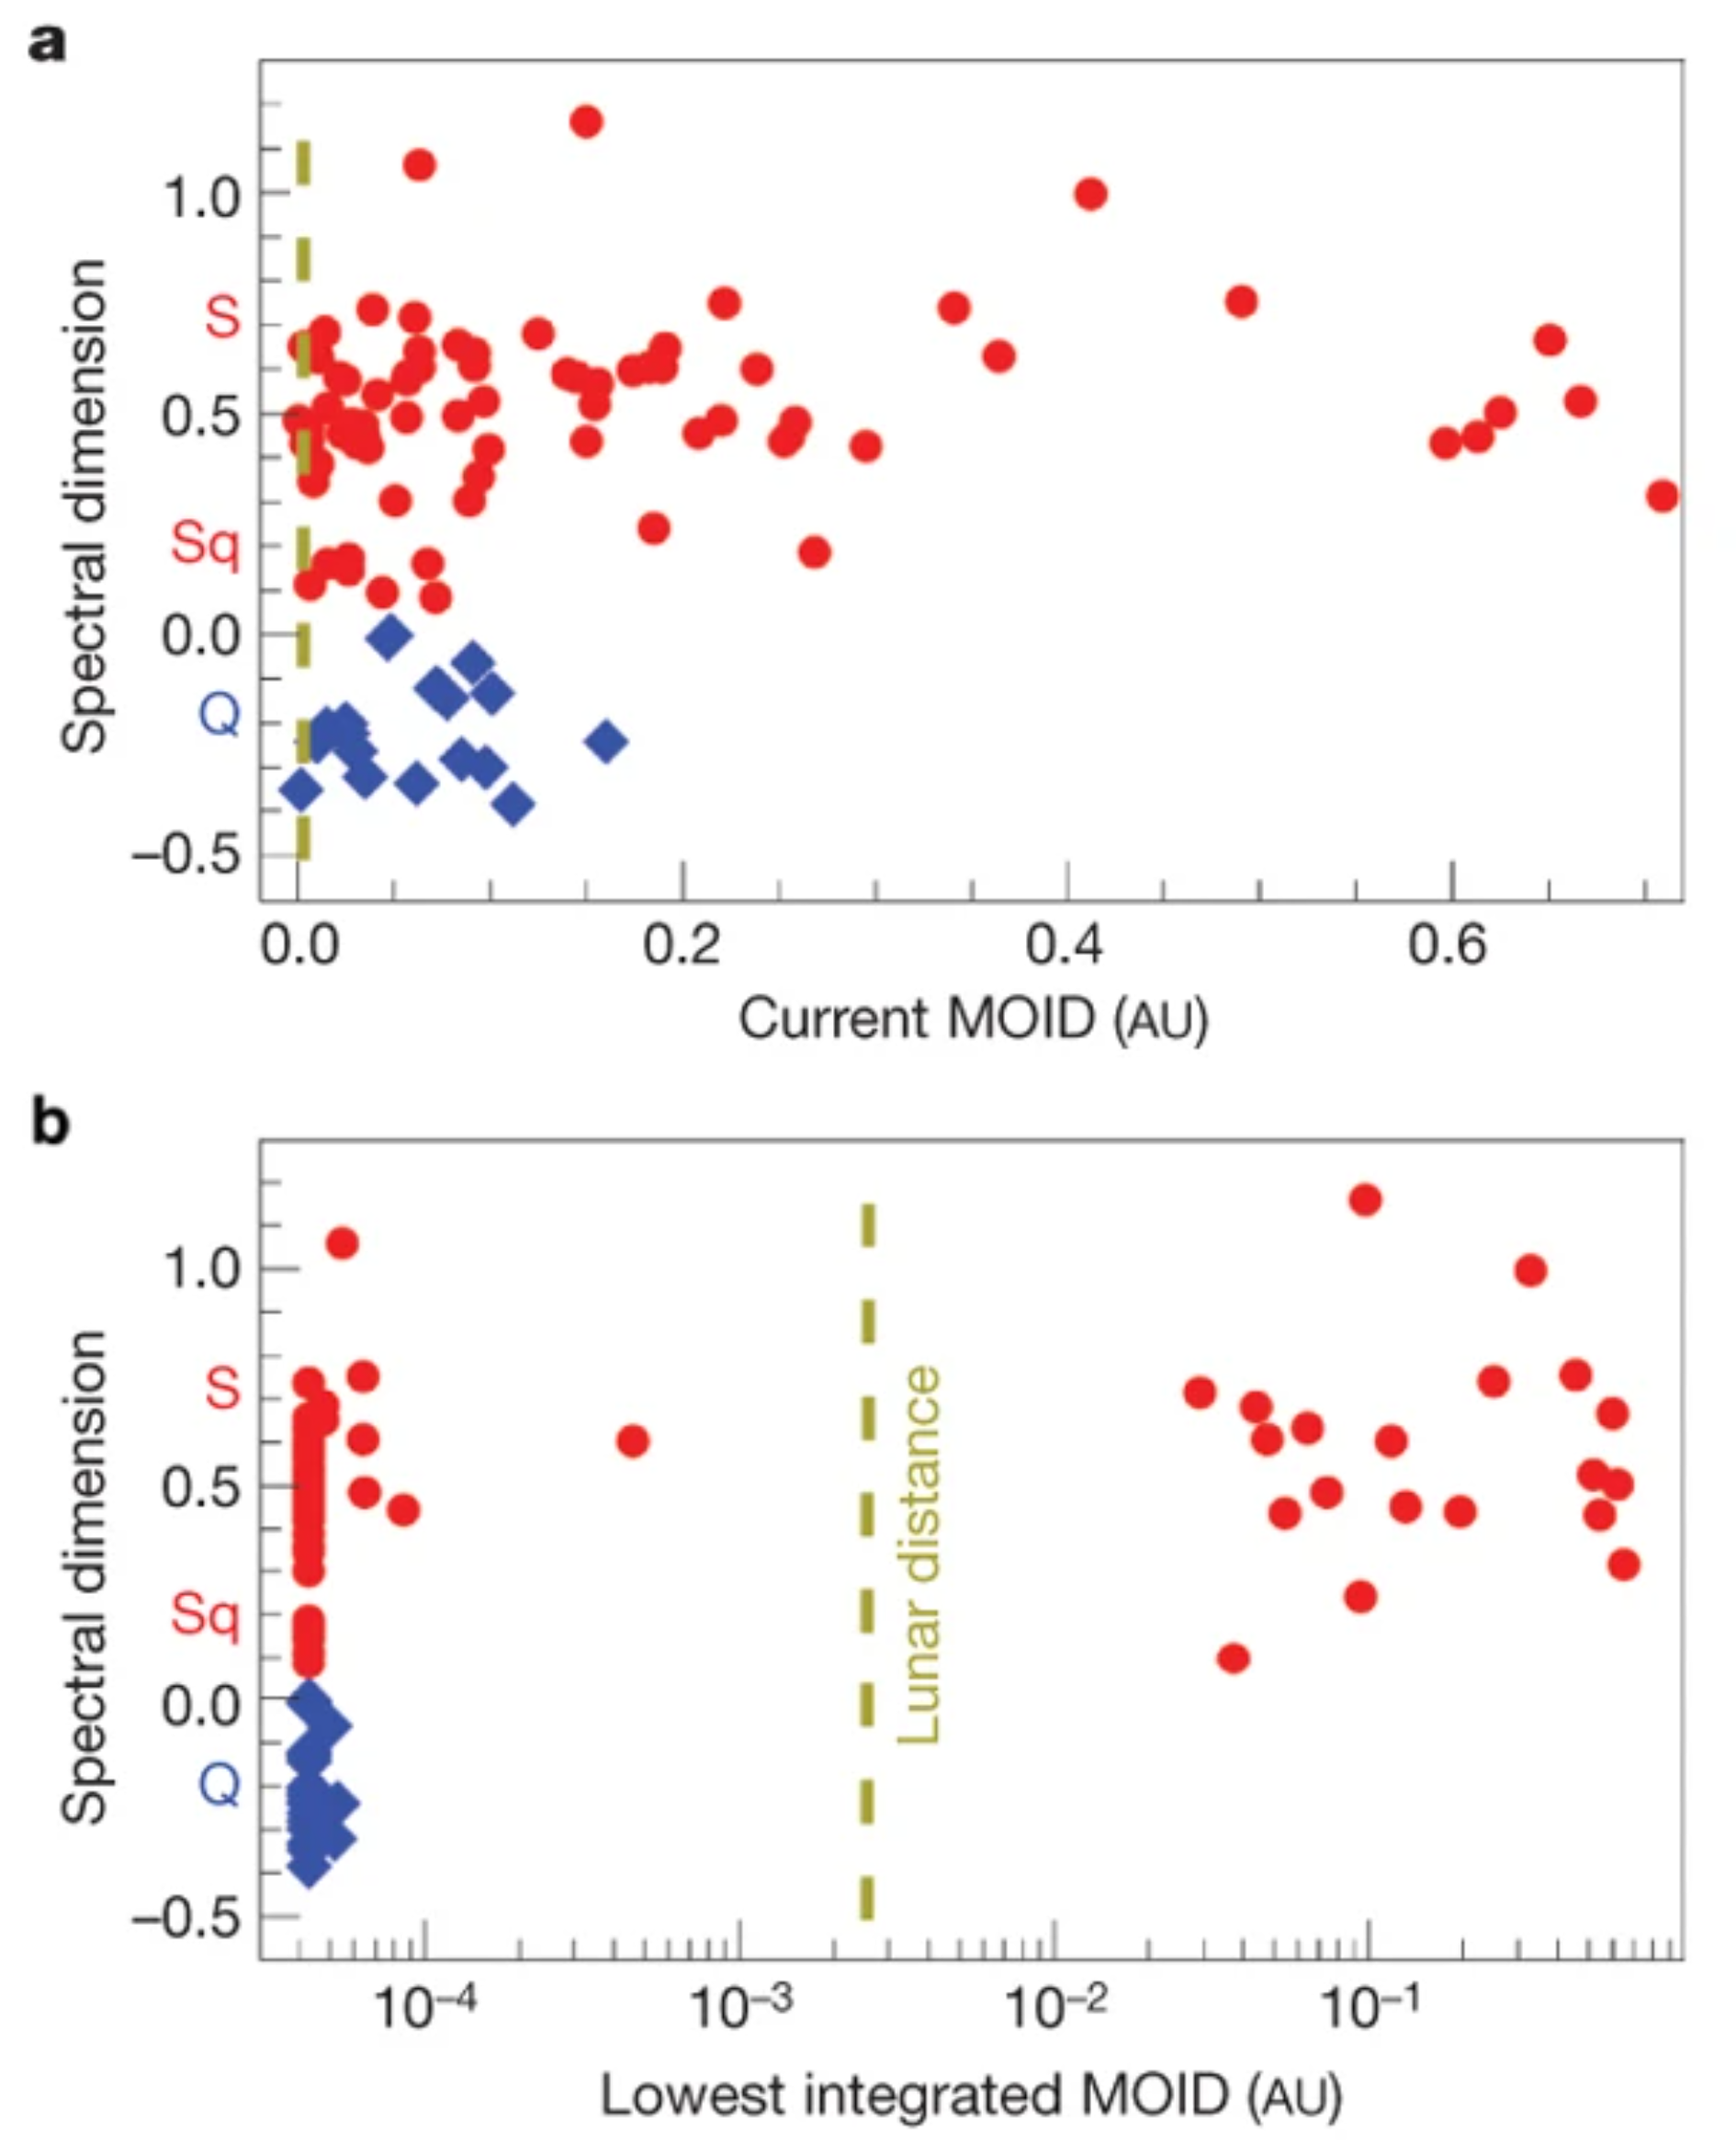 a
Spectral dimension
1.0
S
0.5
Sq
0.0
Q
–0.5
0.0 0.2 0.4 0.6
Current MOID (AU)
b
Spectral dimension
1.0
S
0.5
Sq
0.0
Q
–0.5
Lunar distance
10⁻⁴ 10⁻³ 10⁻² 10⁻¹
Lowest integrated MOID (AU)